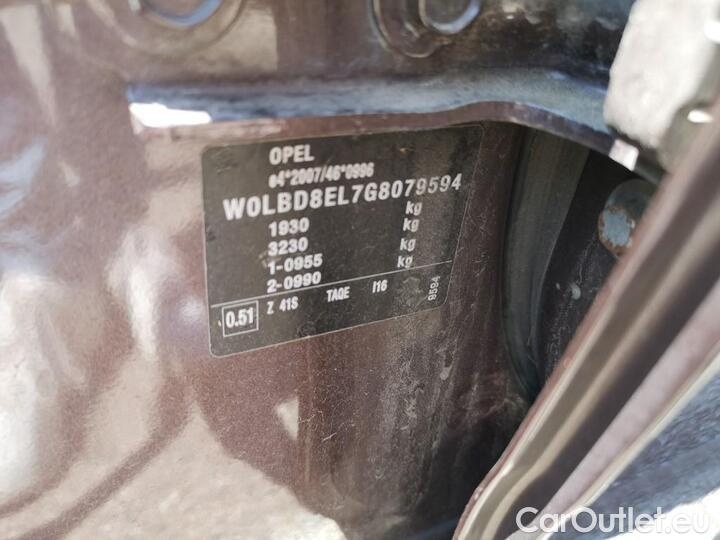 OPEL
e4*2007/46*0996
W0LBD8EL7G8079594
1930 kg
3230 kg
1-0955 kg
2-0990
0.51 Z 41S TAQE I16 9594
CarOutlet.eu